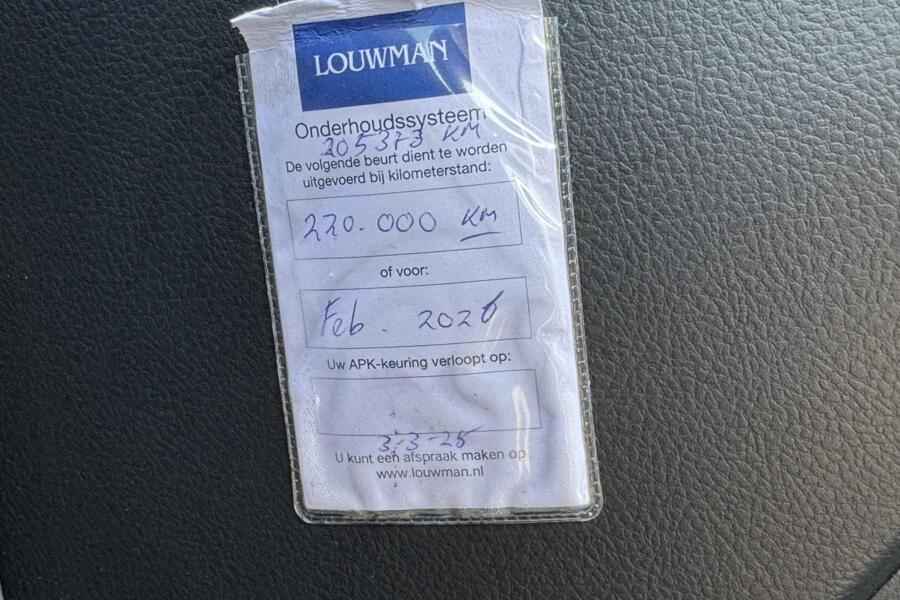 LOUWMAN
Onderhoudssysteem
205373 KM
De volgende beurt dient te worden
uitgevoerd bij kilometerstand:
220.000 KM
of voor:
Feb. 2026
Uw APK-keuring verloopt op:
3-3-25
U kunt een afspraak maken op
www.louwman.nl